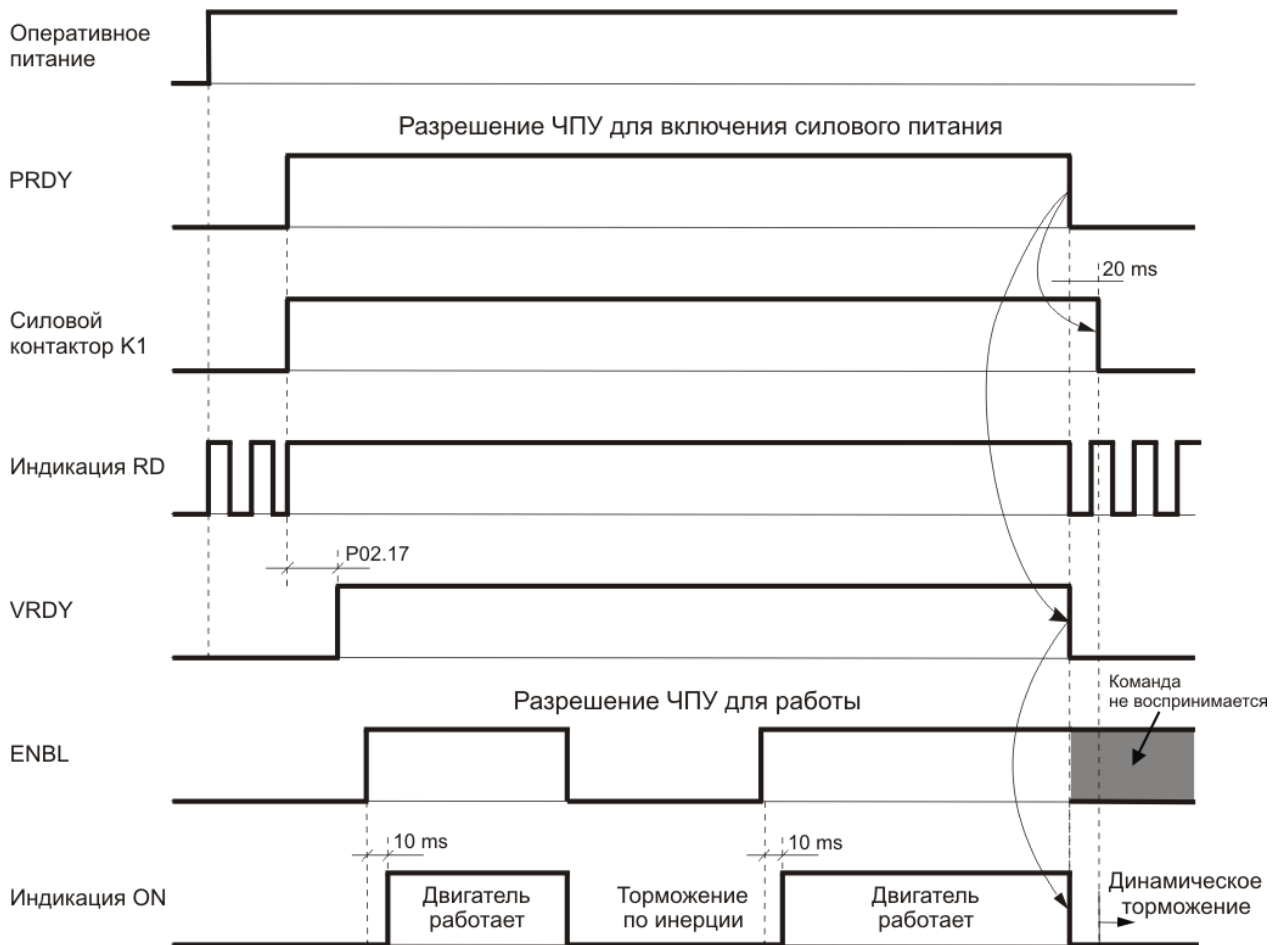 Оперативное
питание
Разрешение ЧПУ для включения силового питания
PRDY
20 ms
Силовой
контактор K1
Индикация RD
P02.17
VRDY
Разрешение ЧПУ для работы
Команда
не воспринимается
ENBL
10 ms
10 ms
Индикация ON
Двигатель
работает
Торможение
по инерции
Двигатель
работает
Динамическое
торможение